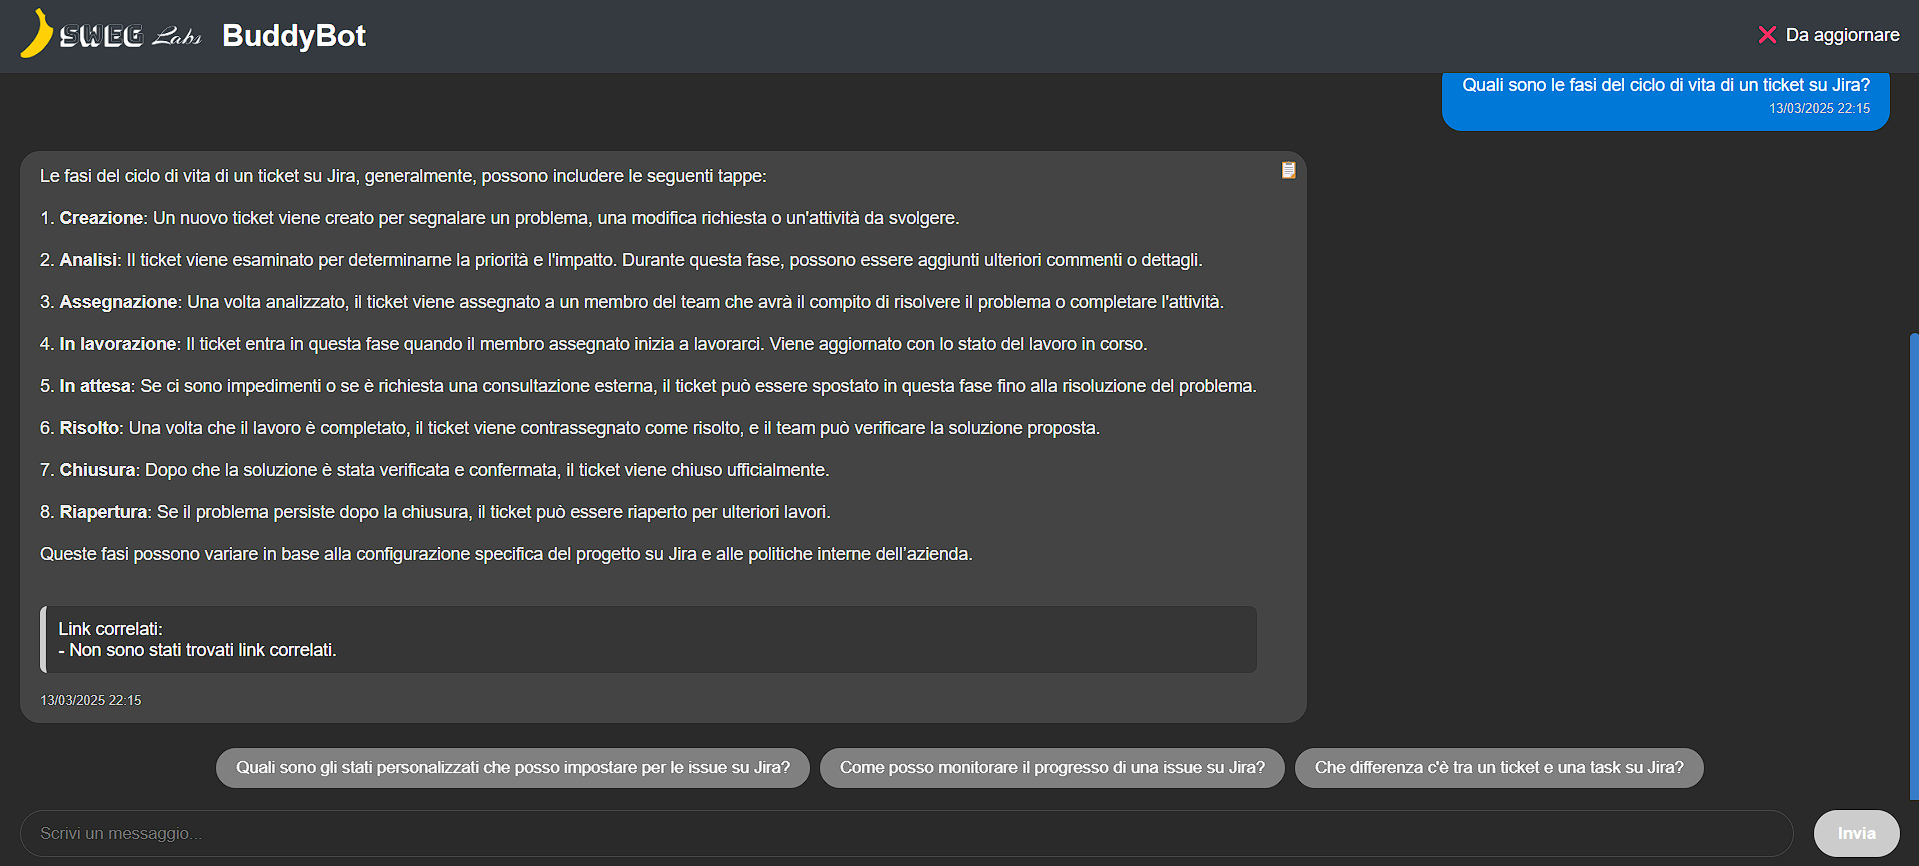 SWEG Labs BuddyBot
❌ Da aggiornare
Quali sono le fasi del ciclo di vita di un ticket su Jira?
13/03/2025 22:15
Le fasi del ciclo di vita di un ticket su Jira, generalmente, possono includere le seguenti tappe:
1. Creazione: Un nuovo ticket viene creato per segnalare un problema, una modifica richiesta o un'attività da svolgere.
2. Analisi: Il ticket viene esaminato per determinarne la priorità e l'impatto. Durante questa fase, possono essere aggiunti ulteriori commenti o dettagli.
3. Assegnazione: Una volta analizzato, il ticket viene assegnato a un membro del team che avrà il compito di risolvere il problema o completare l'attività.
4. In lavorazione: Il ticket entra in questa fase quando il membro assegnato inizia a lavorarci. Viene aggiornato con lo stato del lavoro in corso.
5. In attesa: Se ci sono impedimenti o se è richiesta una consultazione esterna, il ticket può essere spostato in questa fase fino alla risoluzione del problema.
6. Risolto: Una volta che il lavoro è completato, il ticket viene contrassegnato come risolto, e il team può verificare la soluzione proposta.
7. Chiusura: Dopo che la soluzione è stata verificata e confermata, il ticket viene chiuso ufficialmente.
8. Riapertura: Se il problema persiste dopo la chiusura, il ticket può essere riaperto per ulteriori lavori.
Queste fasi possono variare in base alla configurazione specifica del progetto su Jira e alle politiche interne dell'azienda.
Link correlati:
- Non sono stati trovati link correlati.
13/03/2025 22:15
Quali sono gli stati personalizzati che posso impostare per le issue su Jira?
Come posso monitorare il progresso di una issue su Jira?
Che differenza c'è tra un ticket e una task su Jira?
Scrivi un messaggio...
Invia